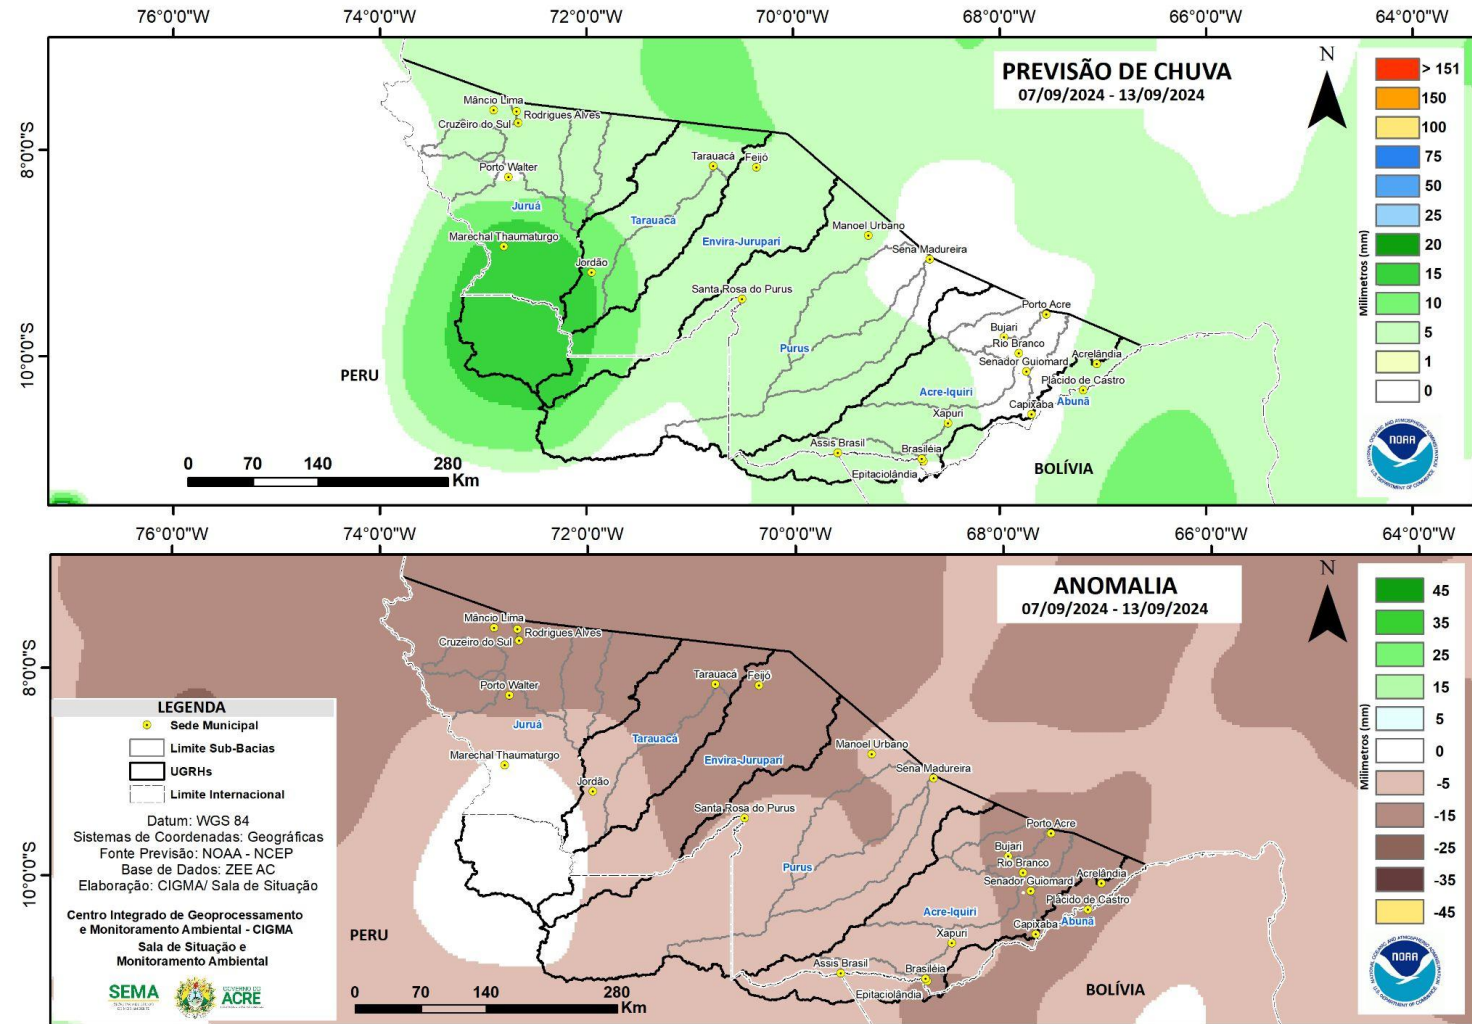 76°0'0"W 74°0'0"W 72°0'0"W 70°0'0"W 68°0'0"W 66°0'0"W 64°0'0"W
PREVISÃO DE CHUVA
07/09/2024 - 13/09/2024
N
> 151
150
100
75
50
25
20
15
10
5
1
0
Milímetros (mm)
8°0'0"S
10°0'0"S
Mâncio Lima
Rodrigues Alves
Cruzeiro do Sul
Porto Walter
Tarauacá
Feijó
Juruá
Tarauacá
Marechal Thaumaturgo
Manoel Urbano
Envira-Jurupari
Sena Madureira
Jordão
Santa Rosa do Purus
Porto Acre
Bujari
Purus
Rio Branco
Acrelândia
Senador Guiomard
PERU
Plácido de Castro
Acre-Iquiri
Abunã
Capixaba
Xapuri
Assis Brasil
Brasiléia
Epitaciolândia
BOLÍVIA
0 70 140 280
Km
NOAA
76°0'0"W 74°0'0"W 72°0'0"W 70°0'0"W 68°0'0"W 66°0'0"W 64°0'0"W
ANOMALIA
07/09/2024 - 13/09/2024
N
45
35
25
15
5
0
-5
-15
-25
-35
-45
Milímetros (mm)
8°0'0"S
10°0'0"S
Mâncio Lima
Rodrigues Alves
Cruzeiro do Sul
Porto Walter
Tarauacá
Feijó
Juruá
Tarauacá
Marechal Thaumaturgo
Manoel Urbano
Envira-Jurupari
Sena Madureira
Jordão
Santa Rosa do Purus
Porto Acre
Bujari
Purus
Rio Branco
Acrelândia
Senador Guiomard
Plácido de Castro
Acre-Iquiri
Abunã
Capixaba
Xapuri
PERU
Assis Brasil
Brasiléia
Epitaciolândia
BOLÍVIA
0 70 140 280
Km
NOAA
LEGENDA
Sede Municipal
Limite Sub-Bacias
UGRHs
Limite Internacional
Datum: WGS 84
Sistemas de Coordenadas: Geográficas
Fonte Previsão: NOAA - NCEP
Base de Dados: ZEE AC
Elaboração: CIGMA/ Sala de Situação
Centro Integrado de Geoprocessamento
e Monitoramento Ambiental - CIGMA
Sala de Situação e
Monitoramento Ambiental
SEMA
GOVERNO DO
ACRE